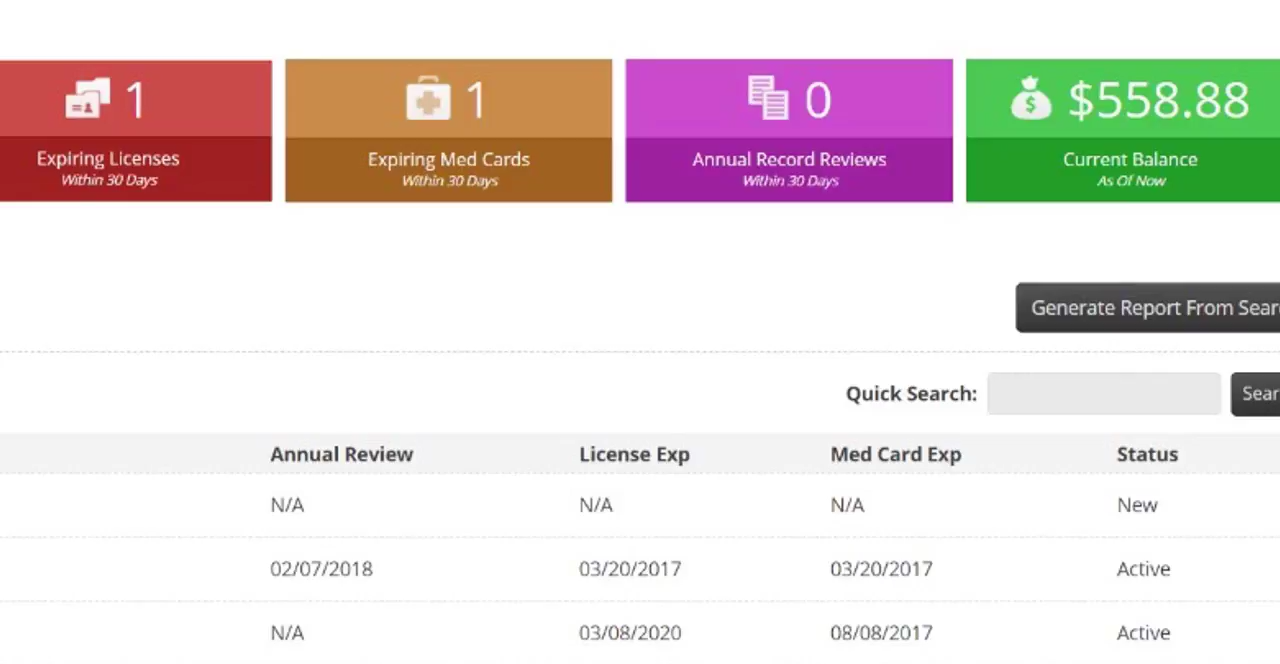 1
Expiring Licenses
Within 30 Days
1
Expiring Med Cards
Within 30 Days
0
Annual Record Reviews
Within 30 Days
$558.88
Current Balance
As Of Now
Generate Report From Sear
Quick Search: Sear
Annual Review License Exp Med Card Exp Status
N/A N/A N/A New
02/07/2018 03/20/2017 03/20/2017 Active
N/A 03/08/2020 08/08/2017 Active